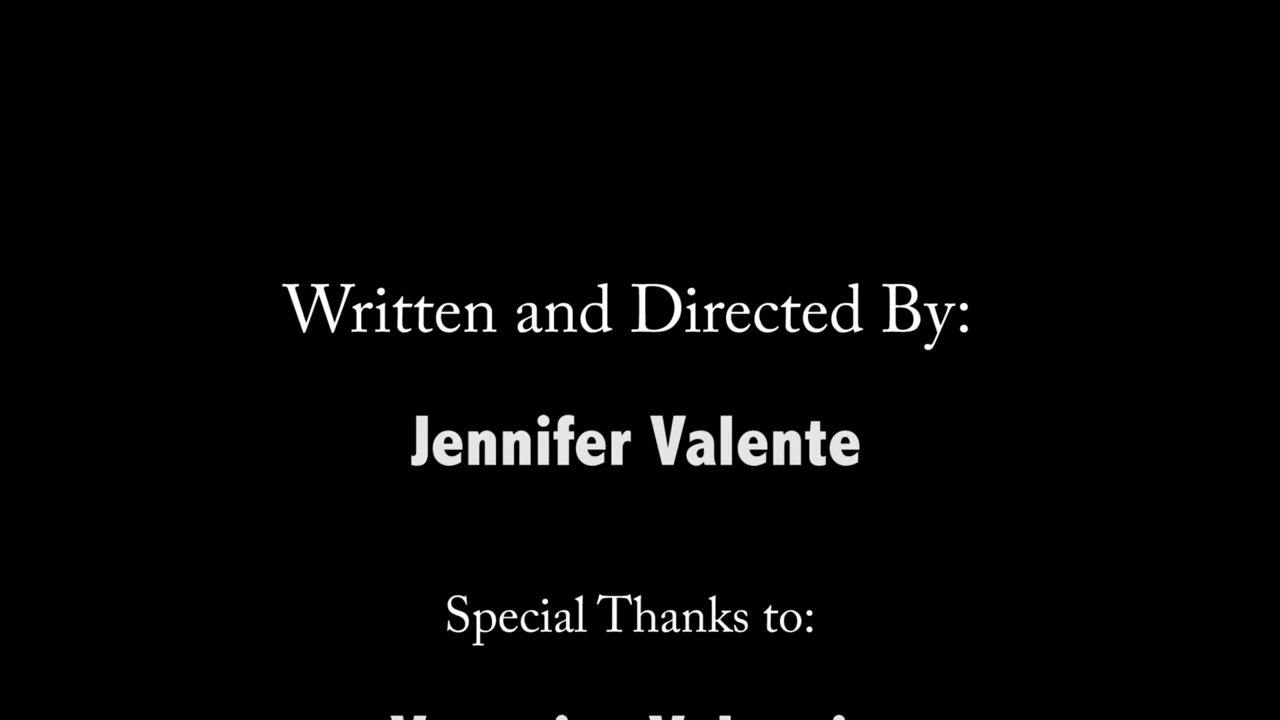 Written and Directed By:
Jennifer Valente
Special Thanks to: